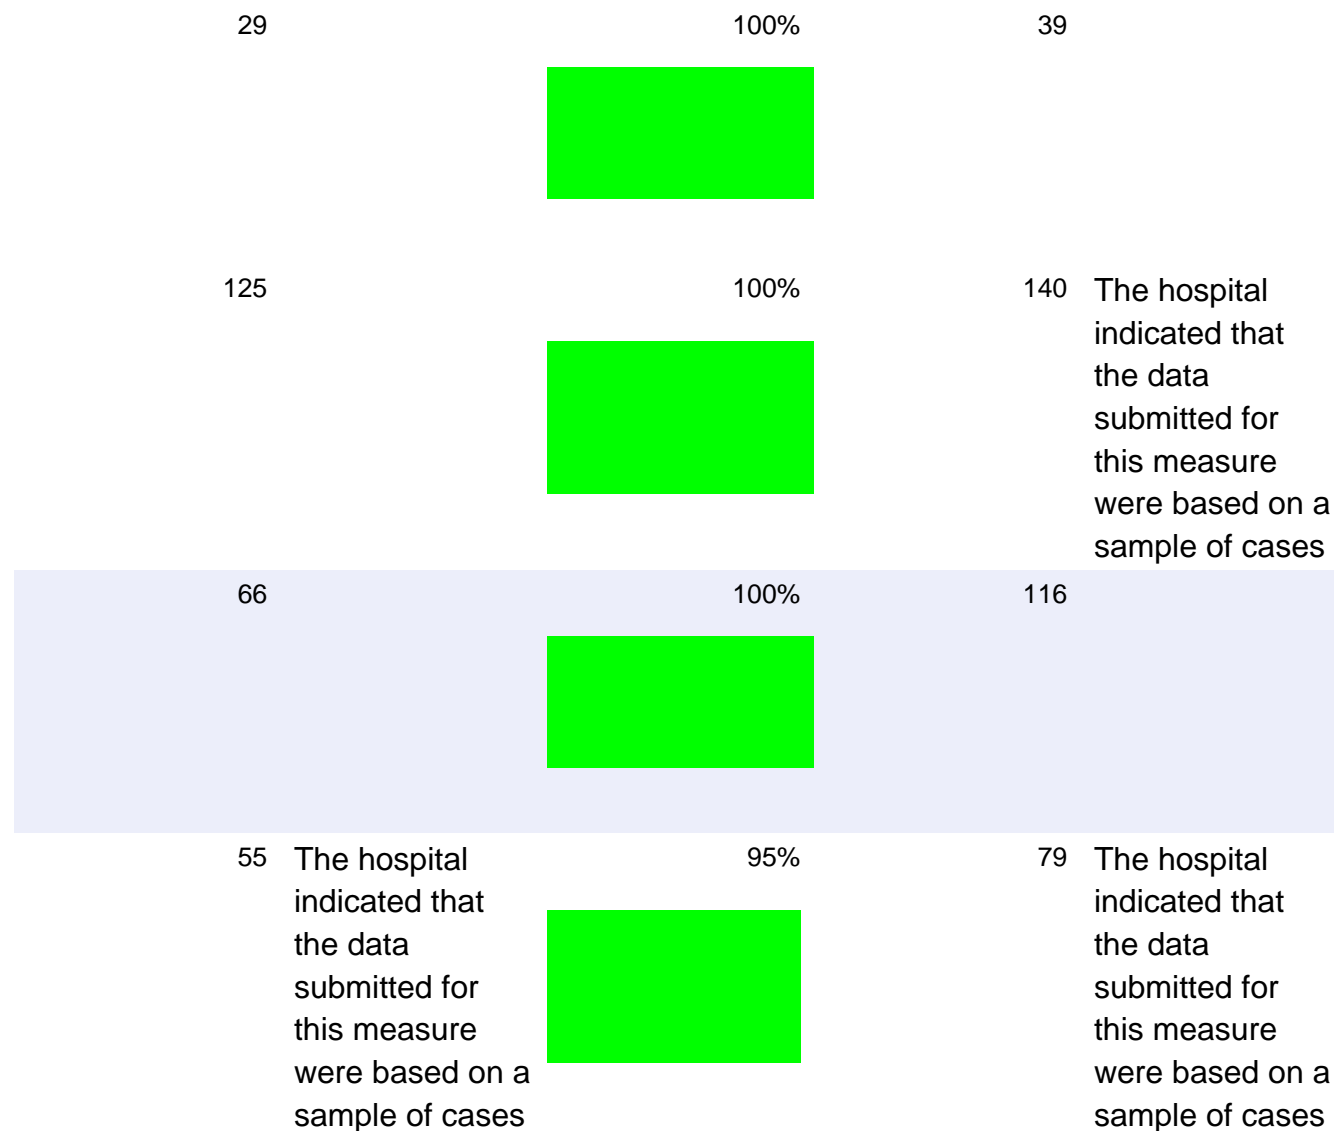 29 100% 39
125 100% 140 The hospital
indicated that
the data
submitted for
this measure
were based on a
sample of cases
66 100% 116
55 The hospital 95% 79 The hospital
indicated that indicated that
the data the data
submitted for submitted for
this measure this measure
were based on a were based on a
sample of cases sample of cases